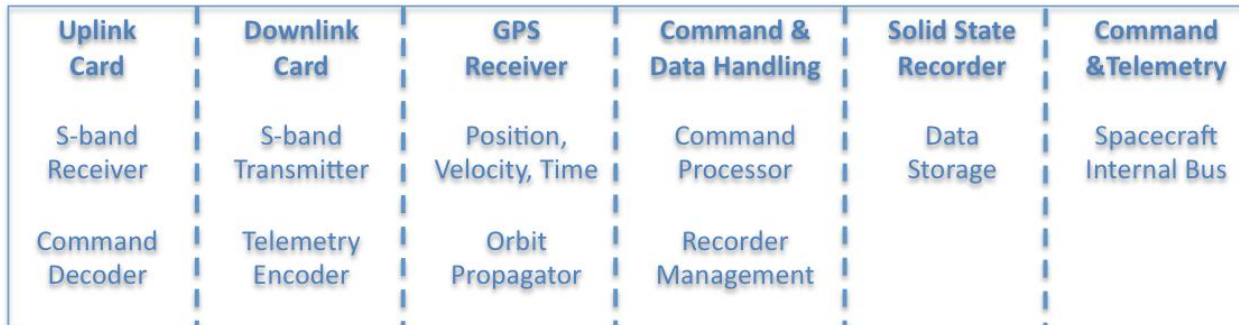 Uplink
Card
S-band
Receiver
Command
Decoder
Downlink
Card
S-band
Transmitter
Telemetry
Encoder
GPS
Receiver
Position,
Velocity, Time
Orbit
Propagator
Command &
Data Handling
Command
Processor
Recorder
Management
Solid State
Recorder
Data
Storage
Command
&Telemetry
Spacecraft
Internal Bus